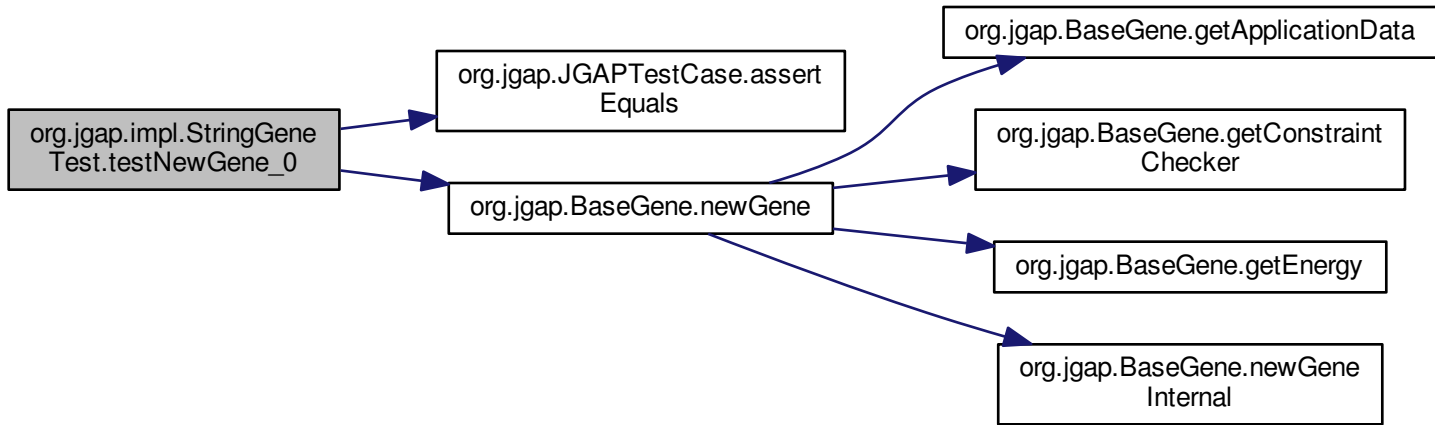 org.jgap.impl.StringGene
Test.testNewGene_0
org.jgap.JGAPTestCase.assert
Equals
org.jgap.BaseGene.newGene
org.jgap.BaseGene.getApplicationData
org.jgap.BaseGene.getConstraint
Checker
org.jgap.BaseGene.getEnergy
org.jgap.BaseGene.newGene
Internal